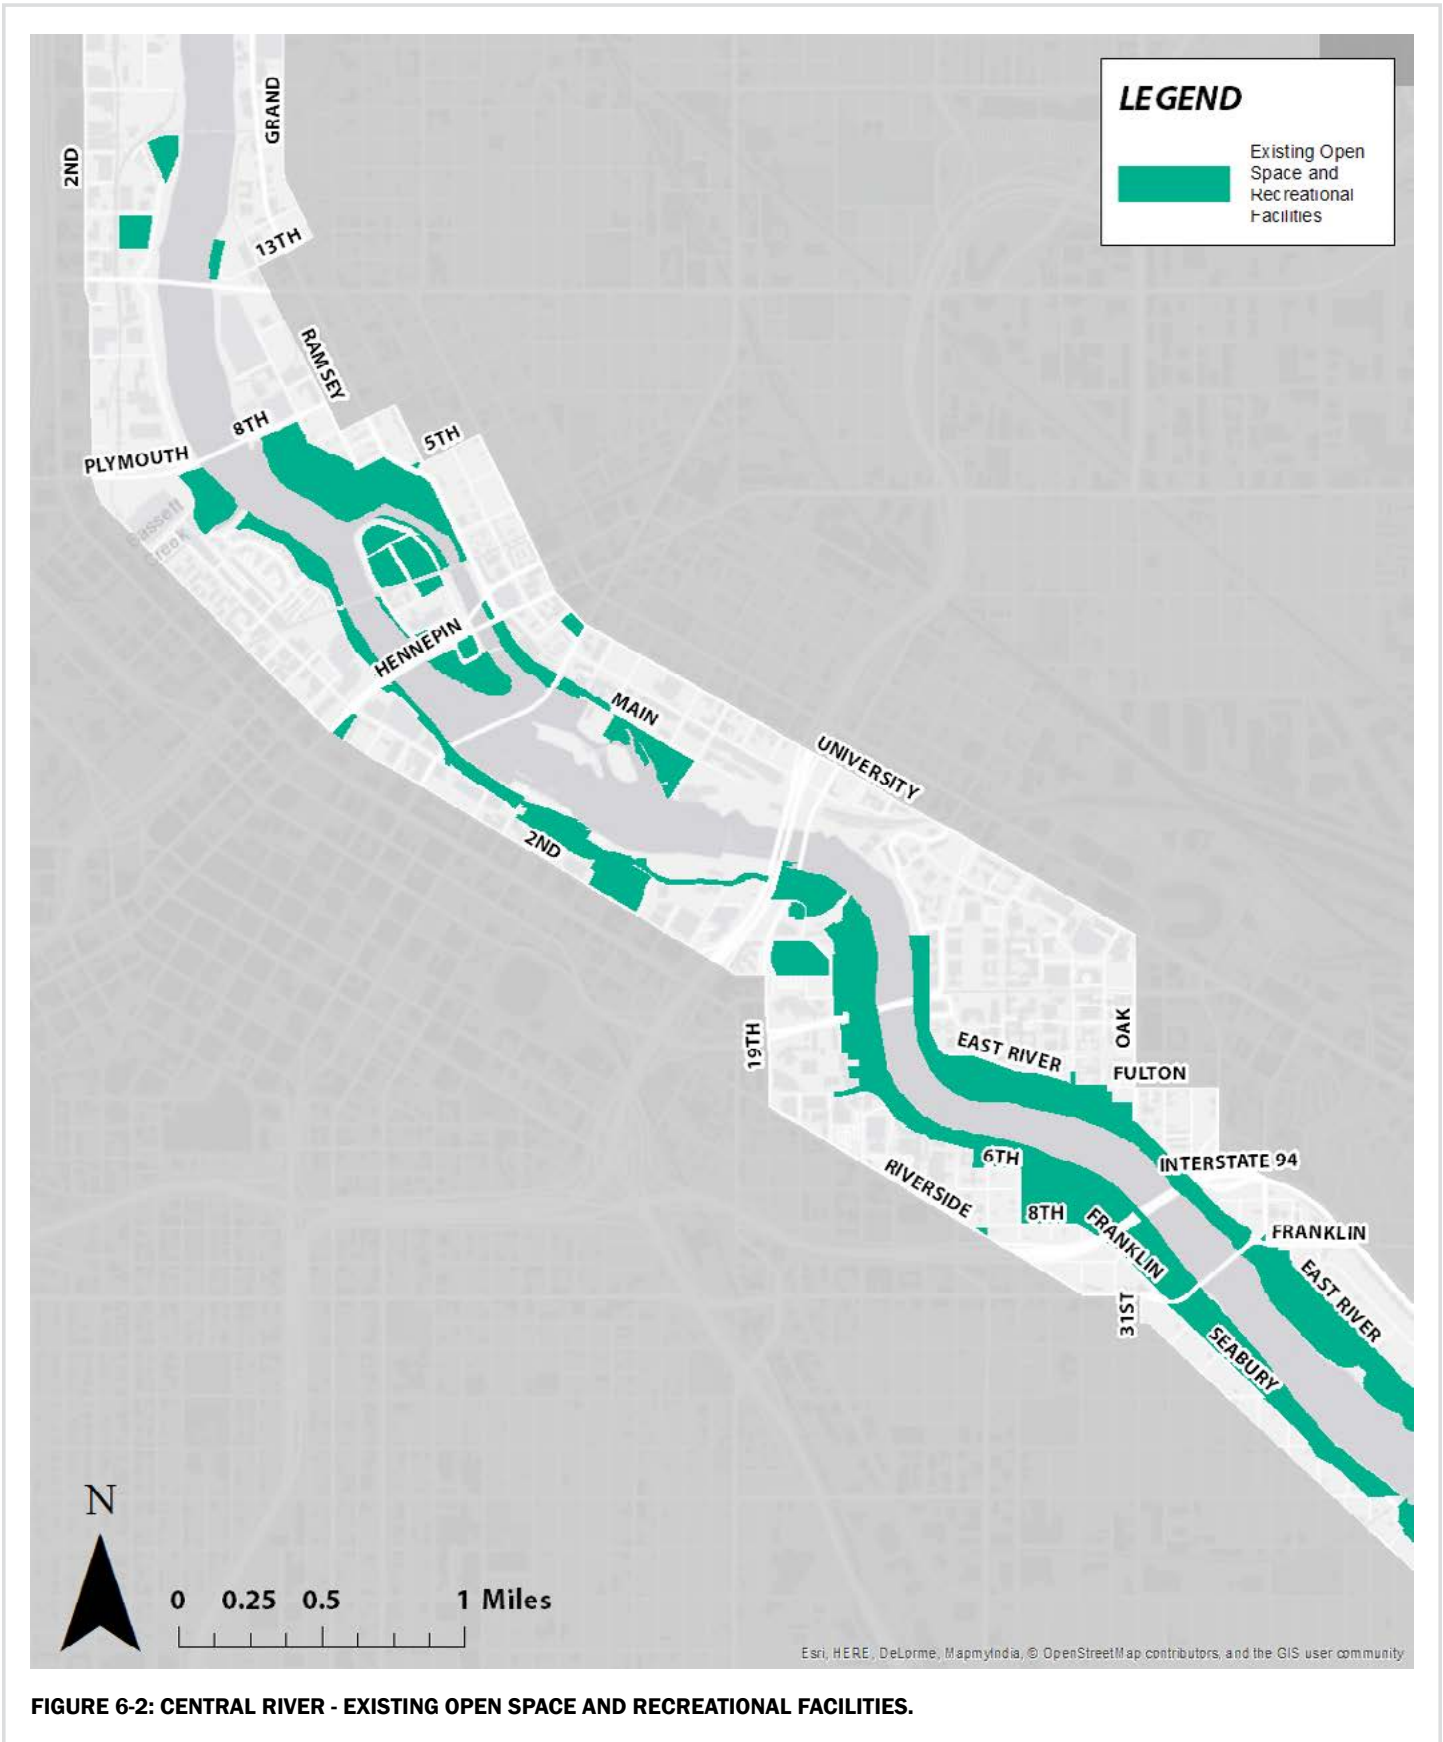 LEGEND
Existing Open
Space and
Recreational
Facilities
GRAND
2ND
13TH
RAMSEY
8TH
5TH
PLYMOUTH
Bassett
Creek
HENNEPIN
MAIN
UNIVERSITY
2ND
19TH
EAST RIVER
OAK
FULTON
6TH
INTERSTATE 94
RIVERSIDE
8TH
FRANKLIN
FRANKLIN
EAST RIVER
31ST
SEABURY
N
0 0.25 0.5 1 Miles
Esri, HERE, DeLorme, MapmyIndia, © OpenStreetMap contributors, and the GIS user community
FIGURE 6-2: CENTRAL RIVER - EXISTING OPEN SPACE AND RECREATIONAL FACILITIES.